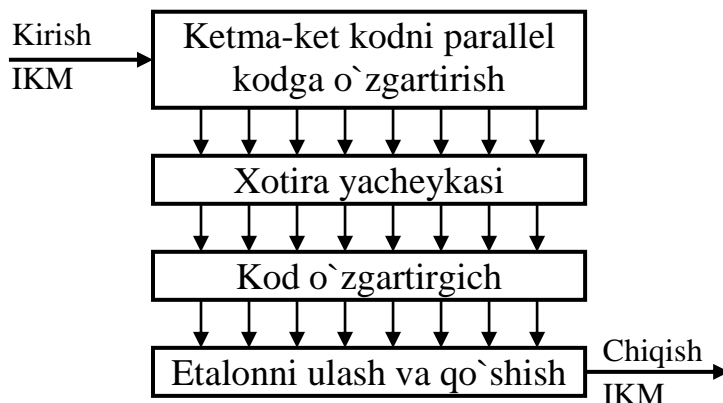 Kirish
IKM
Ketma-ket kodni parallel
kodga o`zgartirish
Xotira yacheykasi
Kod o`zgartirgich
Etalonni ulash va qo`shish
Chiqish
IKM